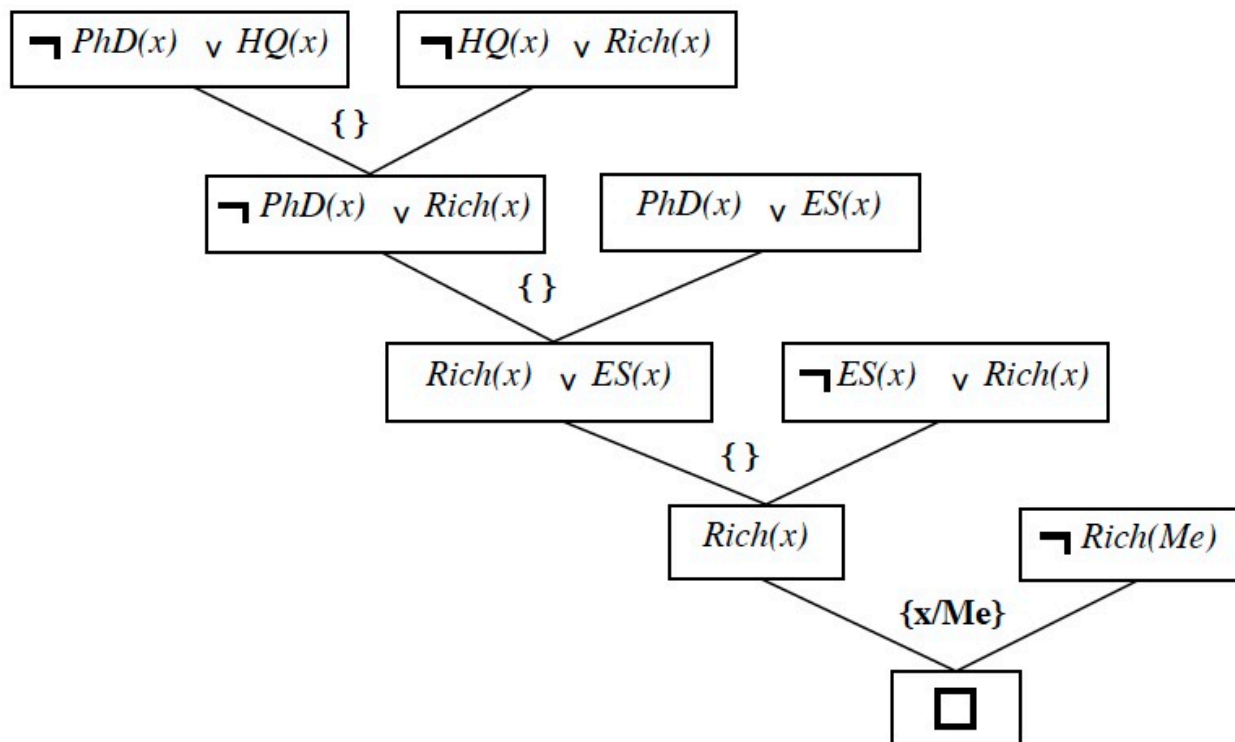 ¬ PhD(x) ∨ HQ(x)
¬ HQ(x) ∨ Rich(x)
{ }
¬ PhD(x) ∨ Rich(x)
PhD(x) ∨ ES(x)
{ }
Rich(x) ∨ ES(x)
¬ ES(x) ∨ Rich(x)
{ }
Rich(x)
¬ Rich(Me)
{x/Me}
□